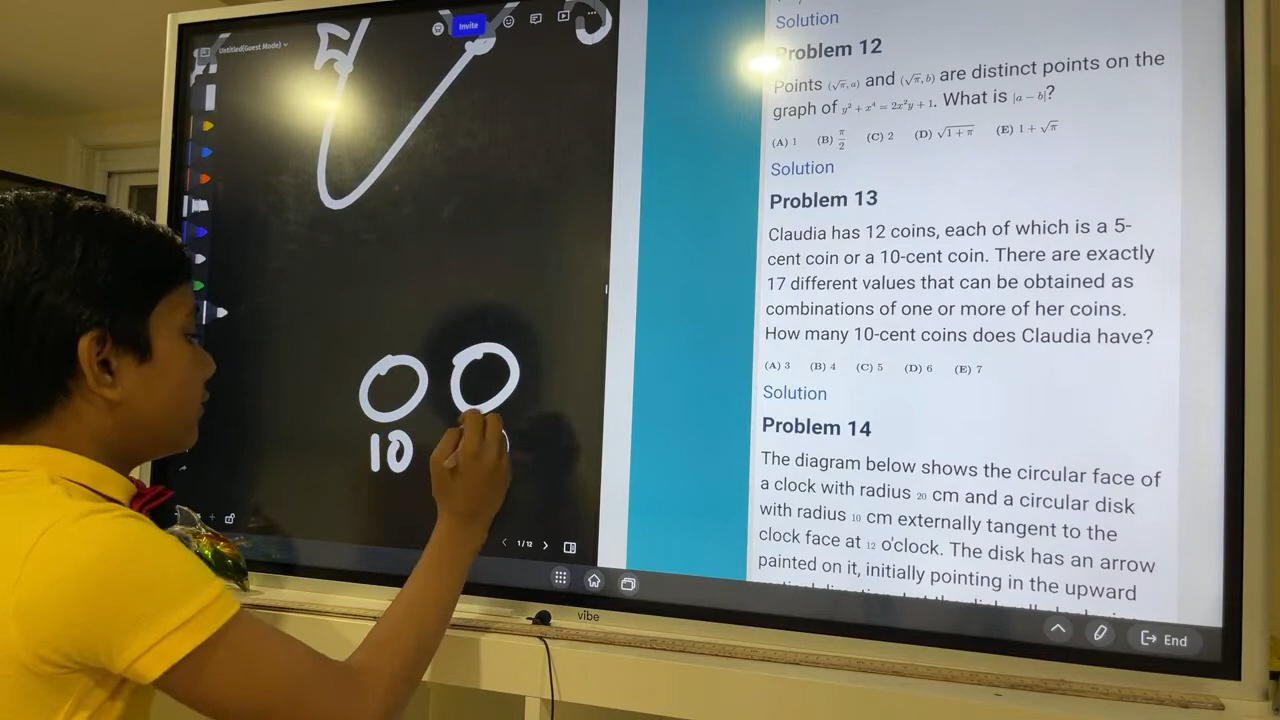 Untitled(Guest Mode)
Invite
10
1/12
Solution
Problem 12
Points (√π, a) and (√π, b) are distinct points on the
graph of y² + x⁴ = 2x²y + 1. What is |a − b|?
(A) 1 (B) π/2 (C) 2 (D) √(1 + π) (E) 1 + √π
Solution
Problem 13
Claudia has 12 coins, each of which is a 5-
cent coin or a 10-cent coin. There are exactly
17 different values that can be obtained as
combinations of one or more of her coins.
How many 10-cent coins does Claudia have?
(A) 3 (B) 4 (C) 5 (D) 6 (E) 7
Solution
Problem 14
The diagram below shows the circular face of
a clock with radius 20 cm and a circular disk
with radius 10 cm externally tangent to the
clock face at 12 o'clock. The disk has an arrow
painted on it, initially pointing in the upward
End
vibe